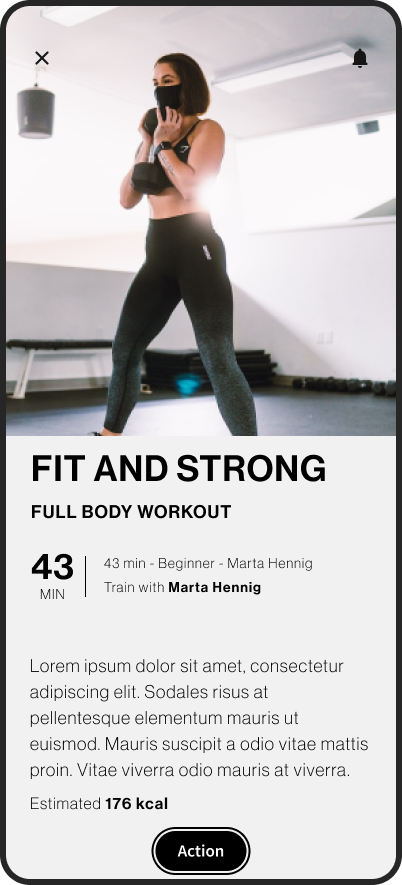 FIT AND STRONG
FULL BODY WORKOUT
43
MIN
43 min - Beginner - Marta Hennig
Train with Marta Hennig
Lorem ipsum dolor sit amet, consectetur
adipiscing elit. Sodales risus at
pellentesque elementum mauris ut
euismod. Mauris suscipit a odio vitae mattis
proin. Vitae viverra odio mauris at viverra.
Estimated 176 kcal
Action